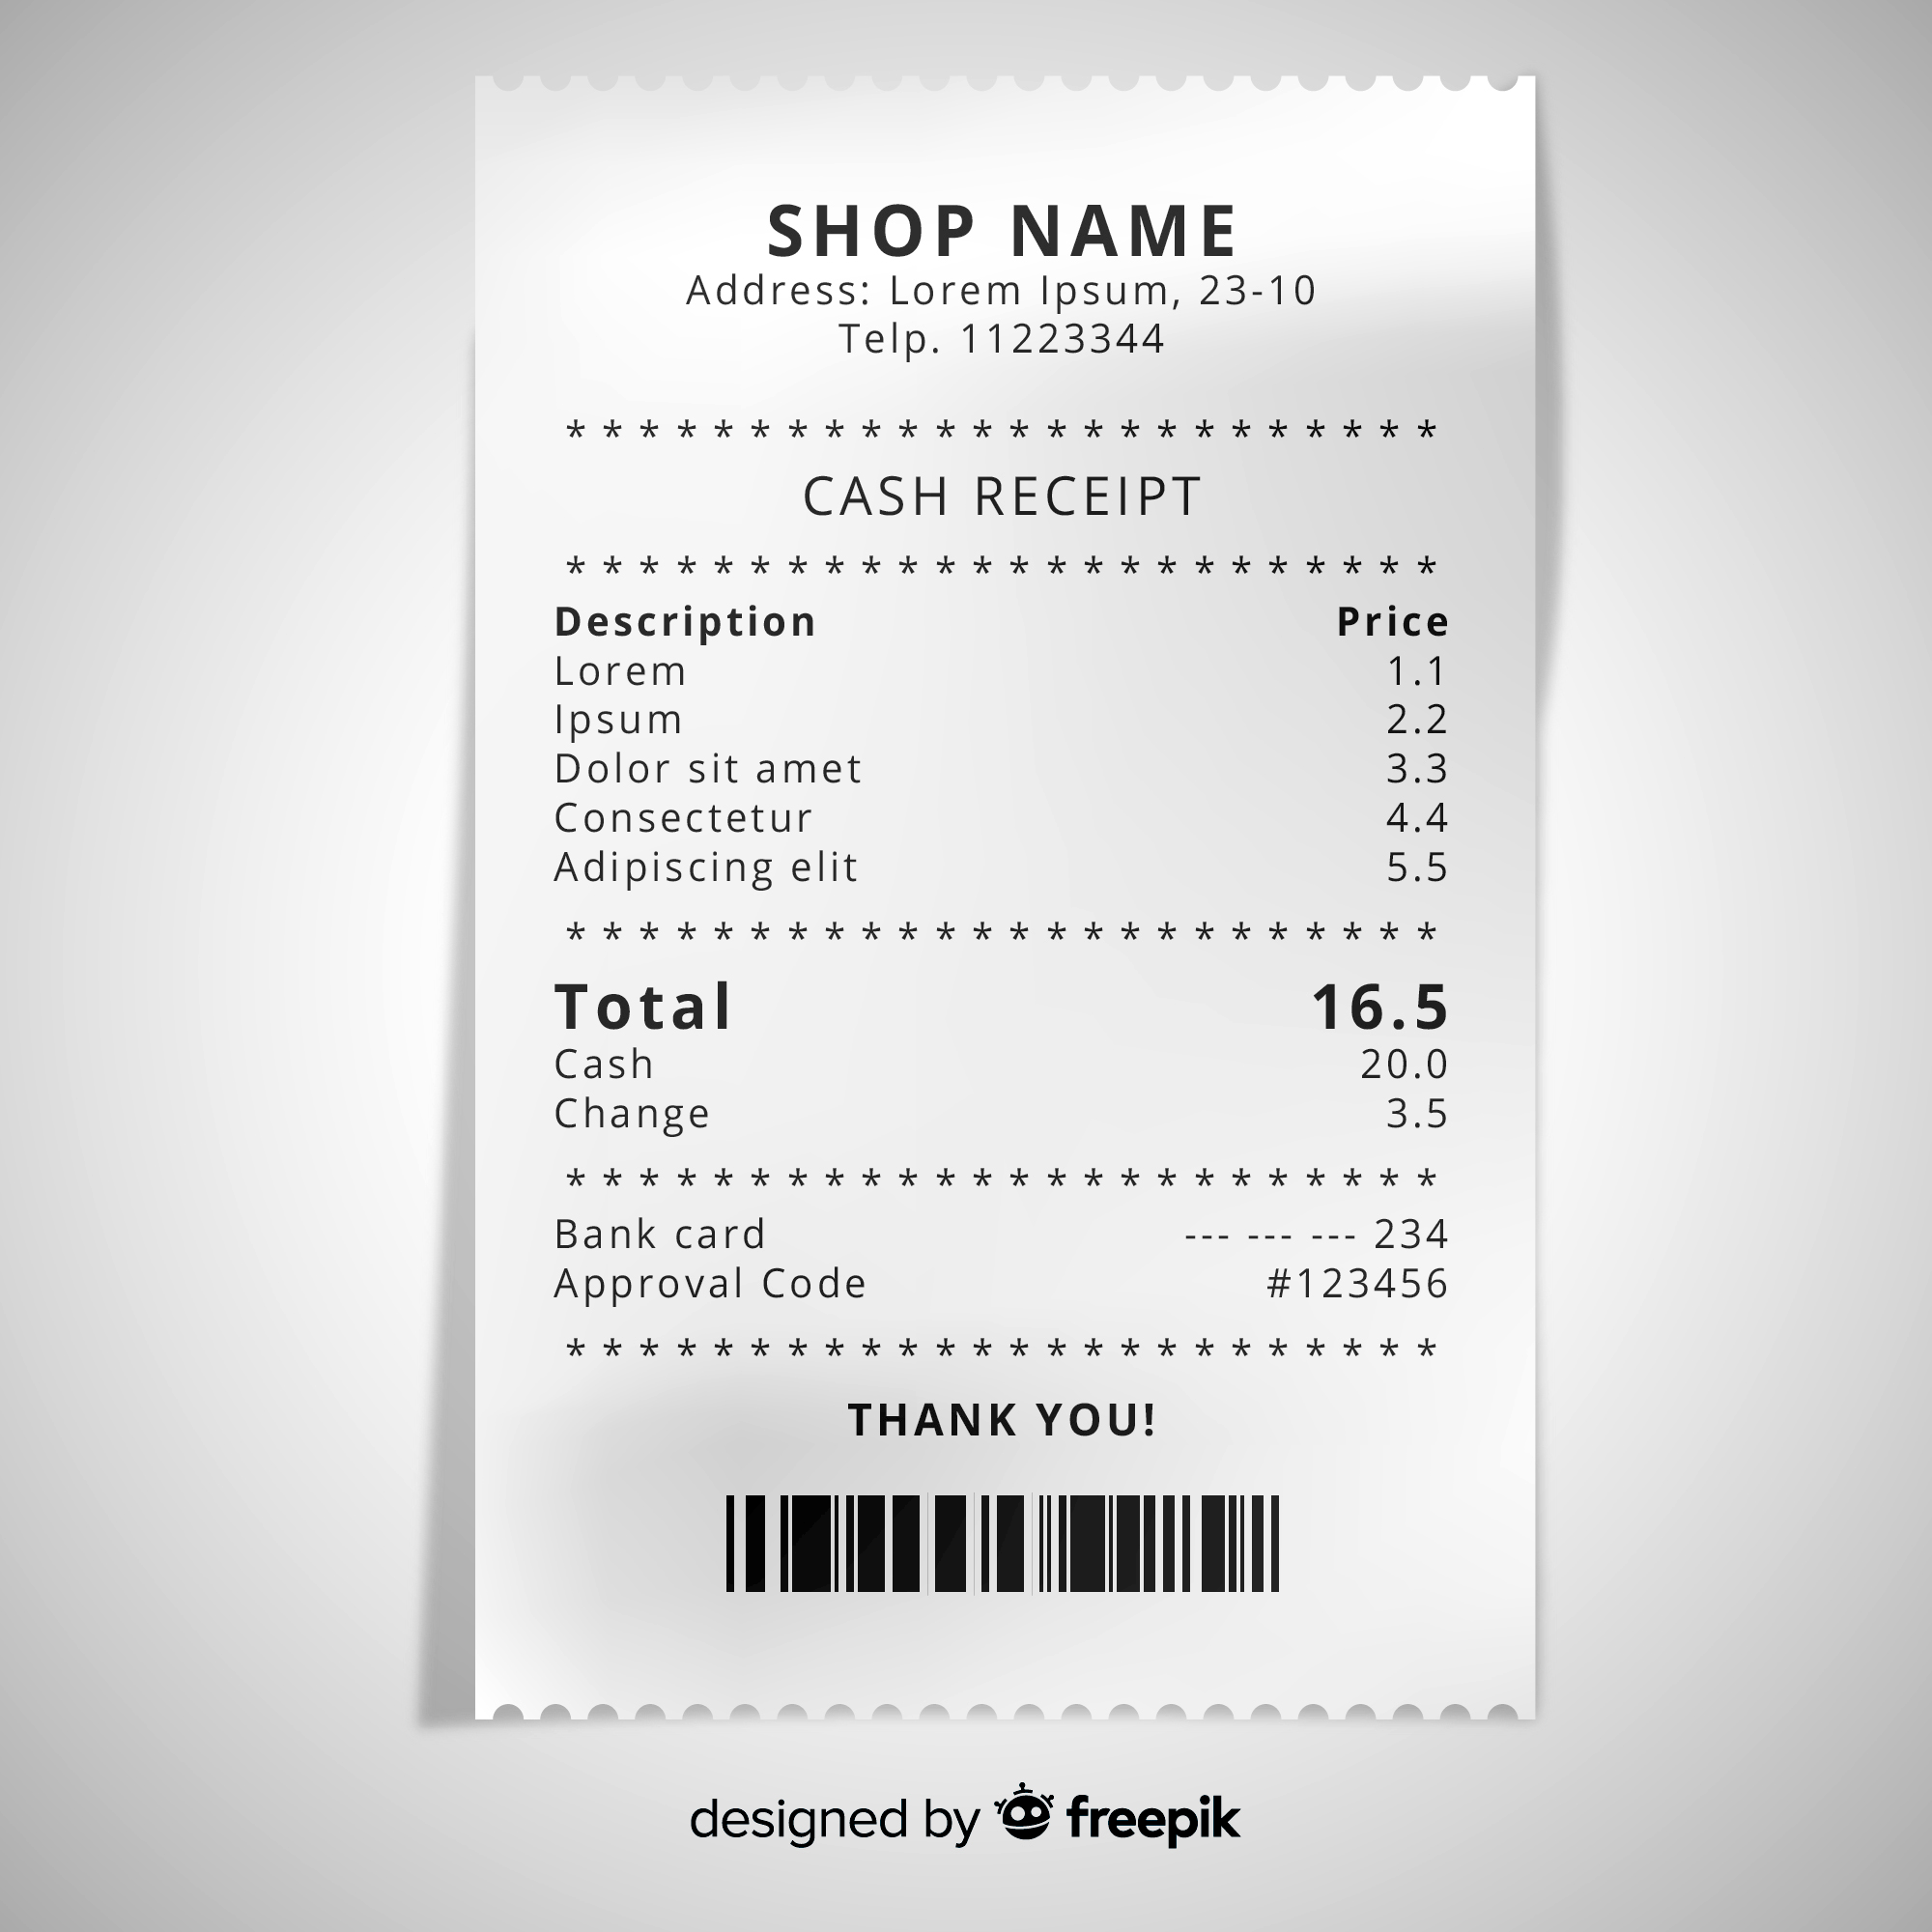 SHOP NAME
Address: Lorem Ipsum, 23-10
Telp. 11223344
* * * * * * * * * * * * * * * * * * * * * * * *
CASH RECEIPT
* * * * * * * * * * * * * * * * * * * * * * * *
Description Price
Lorem 1.1
Ipsum 2.2
Dolor sit amet 3.3
Consectetur 4.4
Adipiscing elit 5.5
* * * * * * * * * * * * * * * * * * * * * * * *
Total 16.5
Cash 20.0
Change 3.5
* * * * * * * * * * * * * * * * * * * * * * * *
Bank card --- --- --- 234
Approval Code #123456
* * * * * * * * * * * * * * * * * * * * * * * *
THANK YOU!
designed by freepik